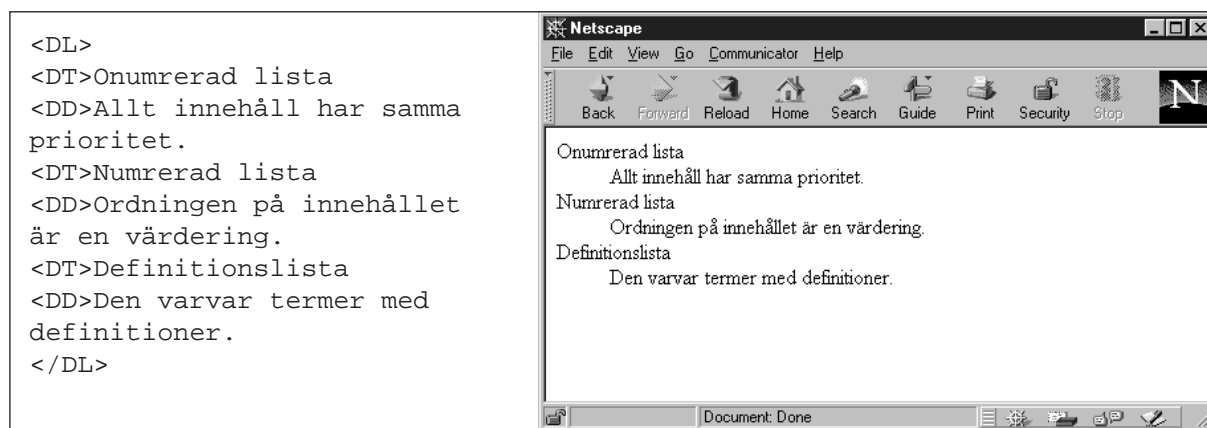 <DL>
<DT>Onumrerad lista
<DD>Allt innehåll har samma
prioritet.
<DT>Numrerad lista
<DD>Ordningen på innehållet
är en värdering.
<DT>Definitionslista
<DD>Den varvar termer med
definitioner.
</DL>
Netscape
File Edit View Go Communicator Help
Back Forward Reload Home Search Guide Print Security Stop
N
Onumrerad lista
Allt innehåll har samma prioritet.
Numrerad lista
Ordningen på innehållet är en värdering.
Definitionslista
Den varvar termer med definitioner.
Document: Done